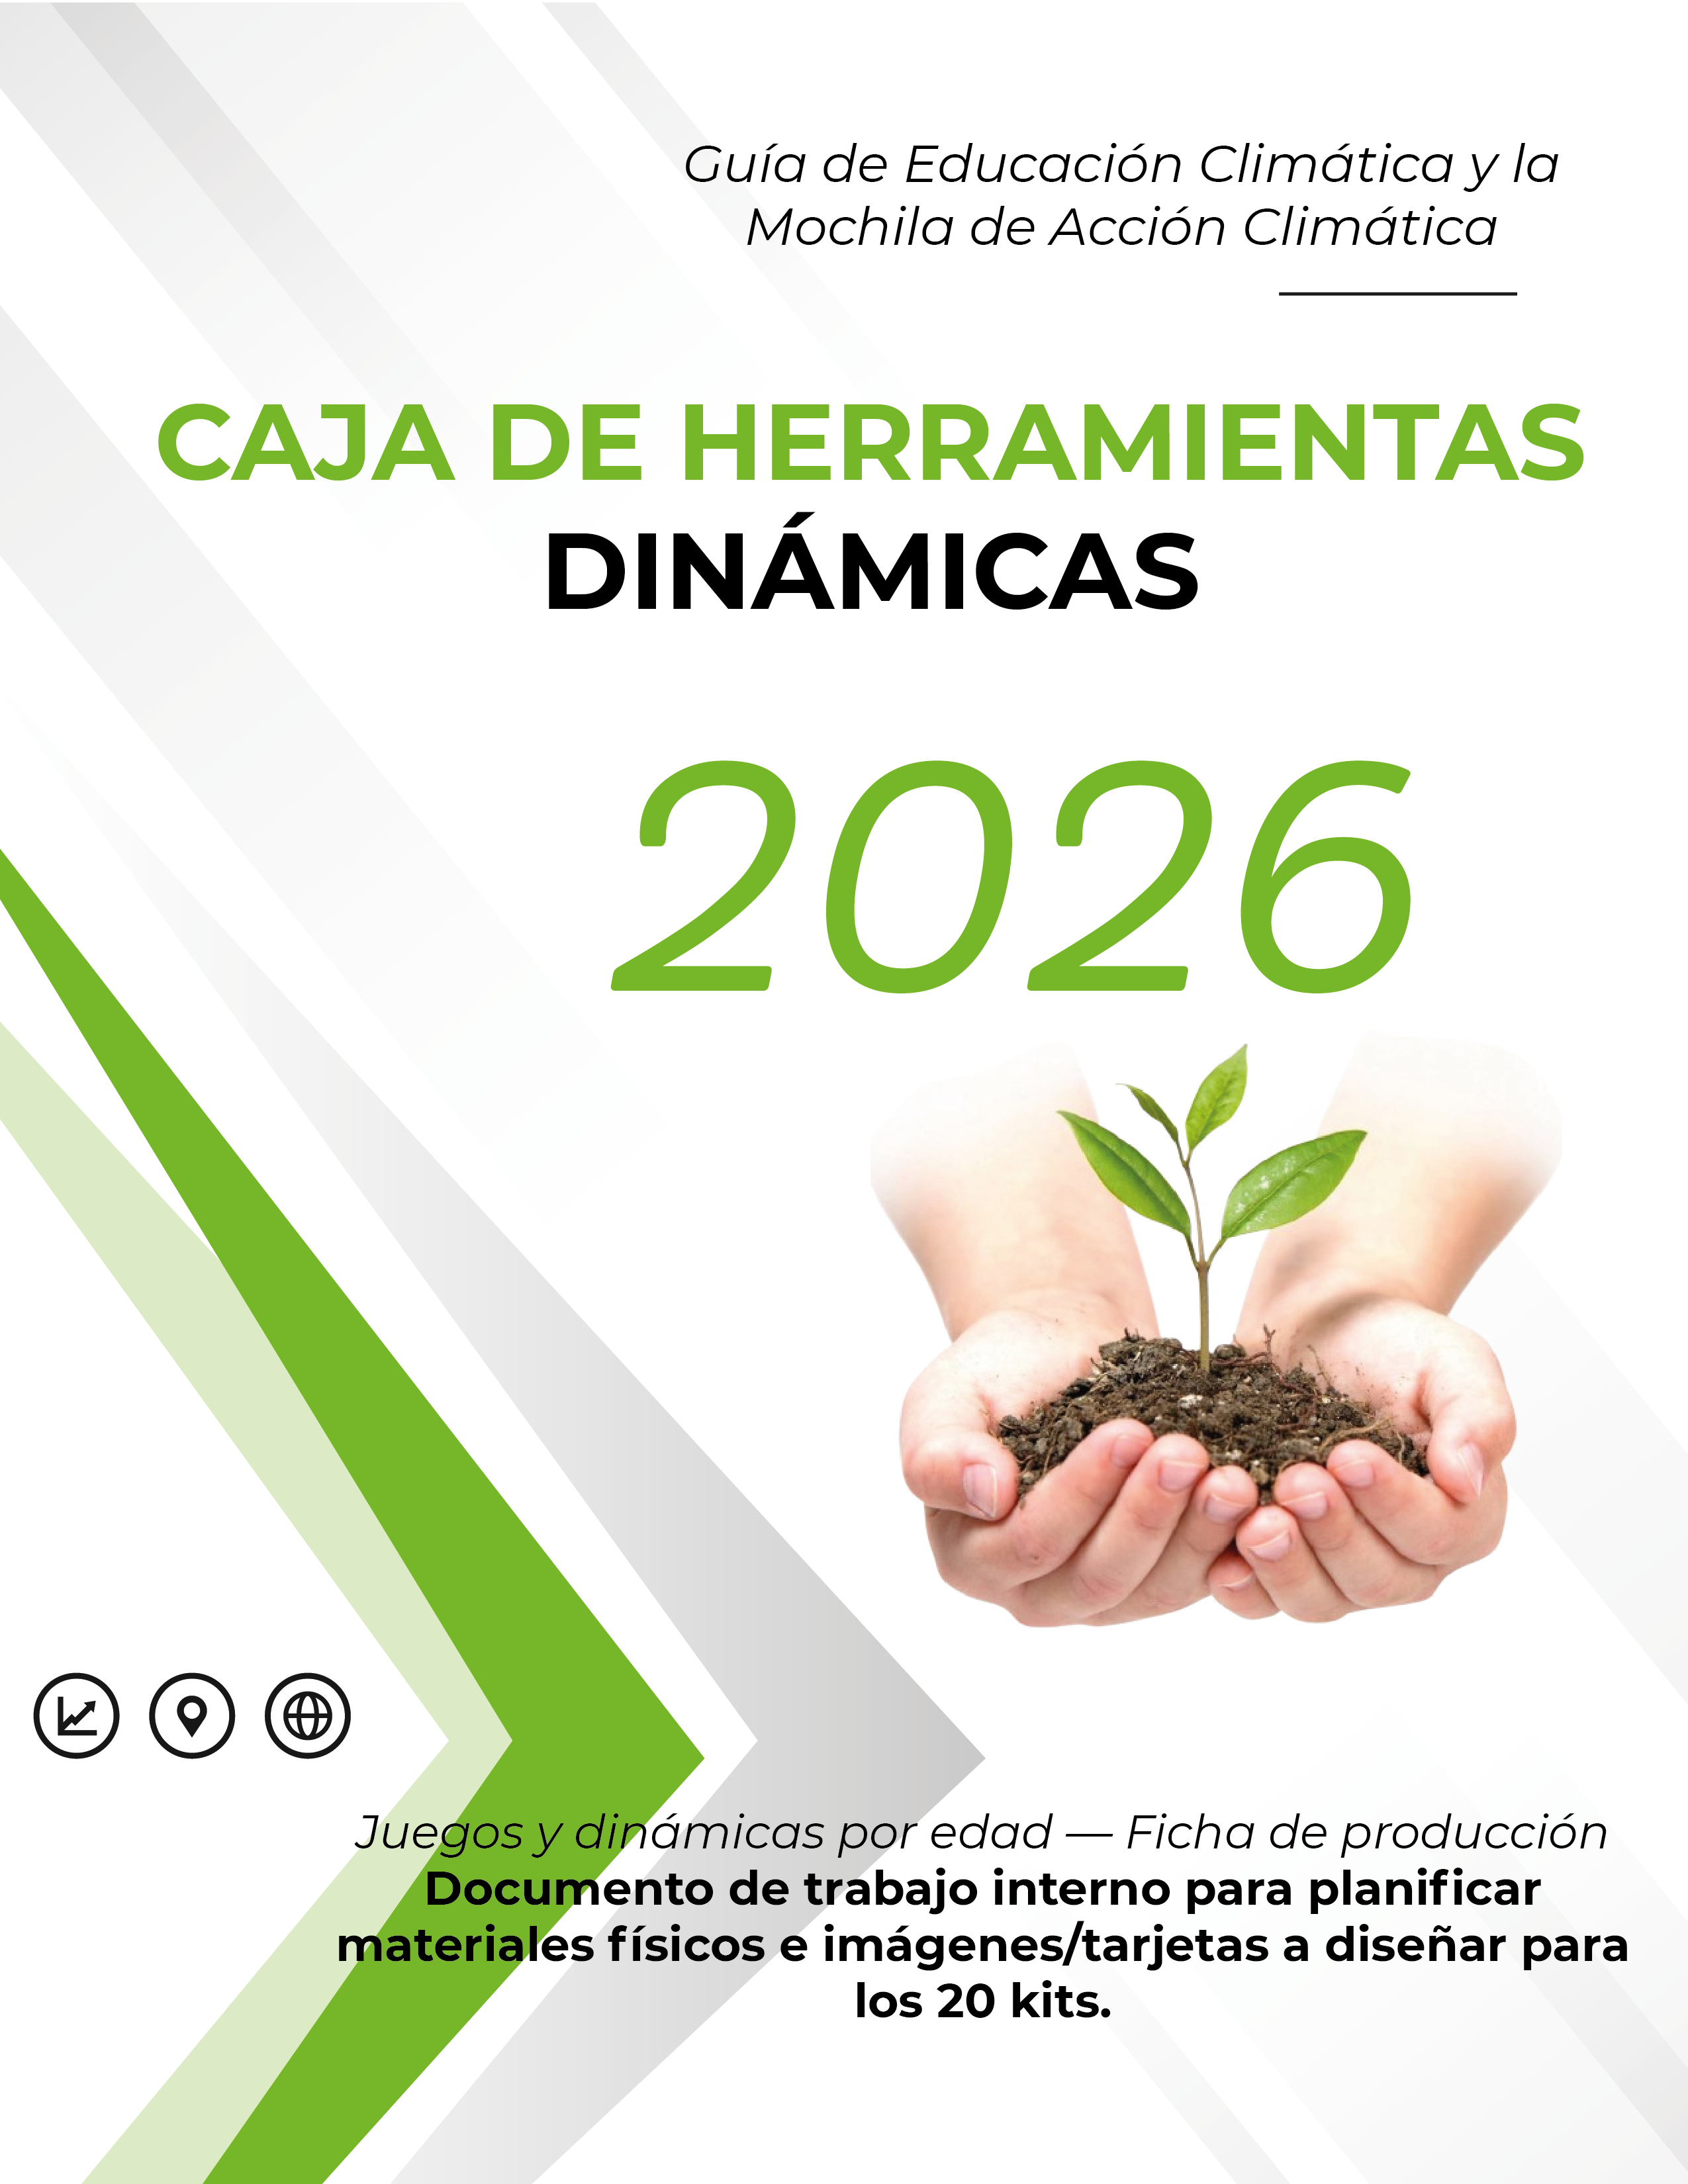 Guía de Educación Climática y la
Mochila de Acción Climática
CAJA DE HERRAMIENTAS
DINÁMICAS
2026
Juegos y dinámicas por edad — Ficha de producción
Documento de trabajo interno para planificar
materiales físicos e imágenes/tarjetas a diseñar para
los 20 kits.